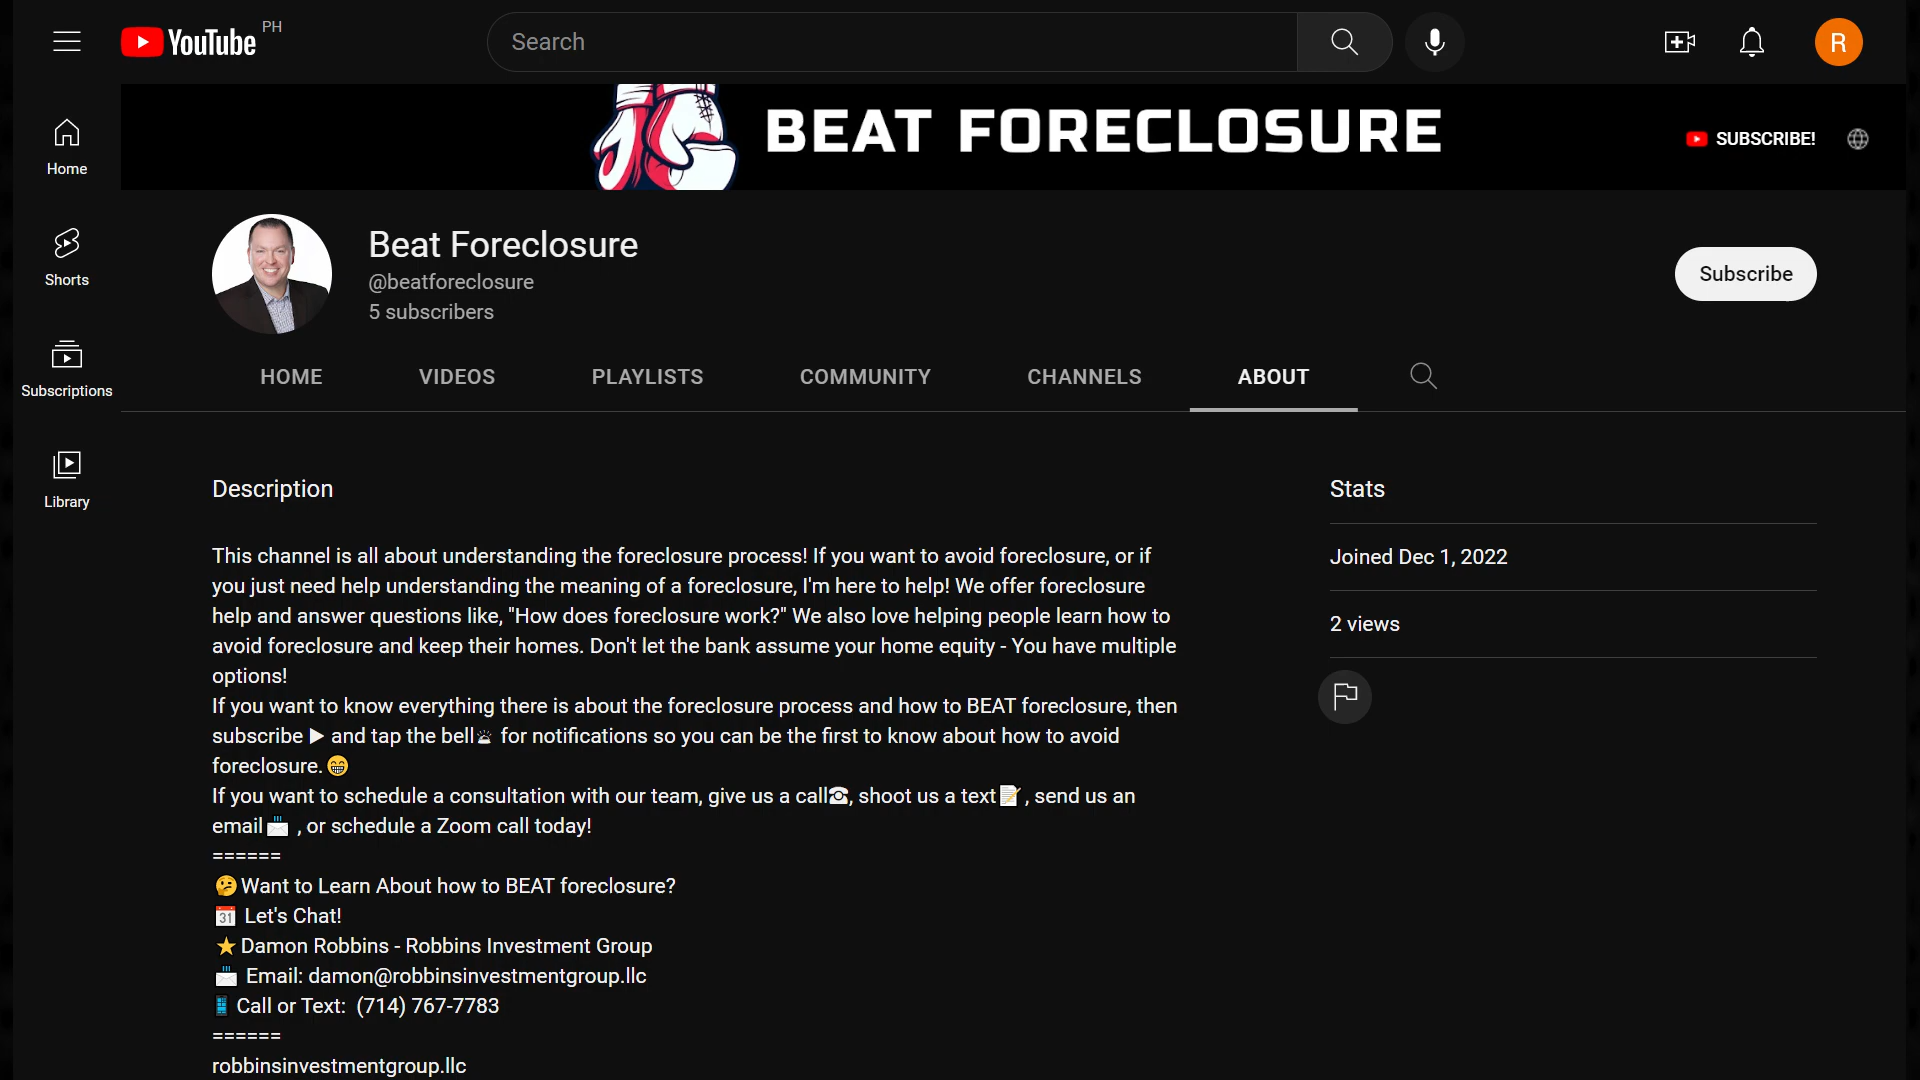 YouTube PH
Search
R
Home
Shorts
Subscriptions
Library
BEAT FORECLOSURE
SUBSCRIBE!
Beat Foreclosure
@beatforeclosure
5 subscribers
Subscribe
HOME VIDEOS PLAYLISTS COMMUNITY CHANNELS ABOUT
Description
This channel is all about understanding the foreclosure process! If you want to avoid foreclosure, or if
you just need help understanding the meaning of a foreclosure, I'm here to help! We offer foreclosure
help and answer questions like, "How does foreclosure work?" We also love helping people learn how to
avoid foreclosure and keep their homes. Don't let the bank assume your home equity - You have multiple
options!
If you want to know everything there is about the foreclosure process and how to BEAT foreclosure, then
subscribe ▶ and tap the bell🛎 for notifications so you can be the first to know about how to avoid
foreclosure.😁
If you want to schedule a consultation with our team, give us a call☎, shoot us a text📝 , send us an
email📨 , or schedule a Zoom call today!
======
🤔Want to Learn About how to BEAT foreclosure?
📅 Let's Chat!
⭐Damon Robbins - Robbins Investment Group
📨 Email: damon@robbinsinvestmentgroup.llc
📱 Call or Text: (714) 767-7783
======
robbinsinvestmentgroup.llc
Stats
Joined Dec 1, 2022
2 views